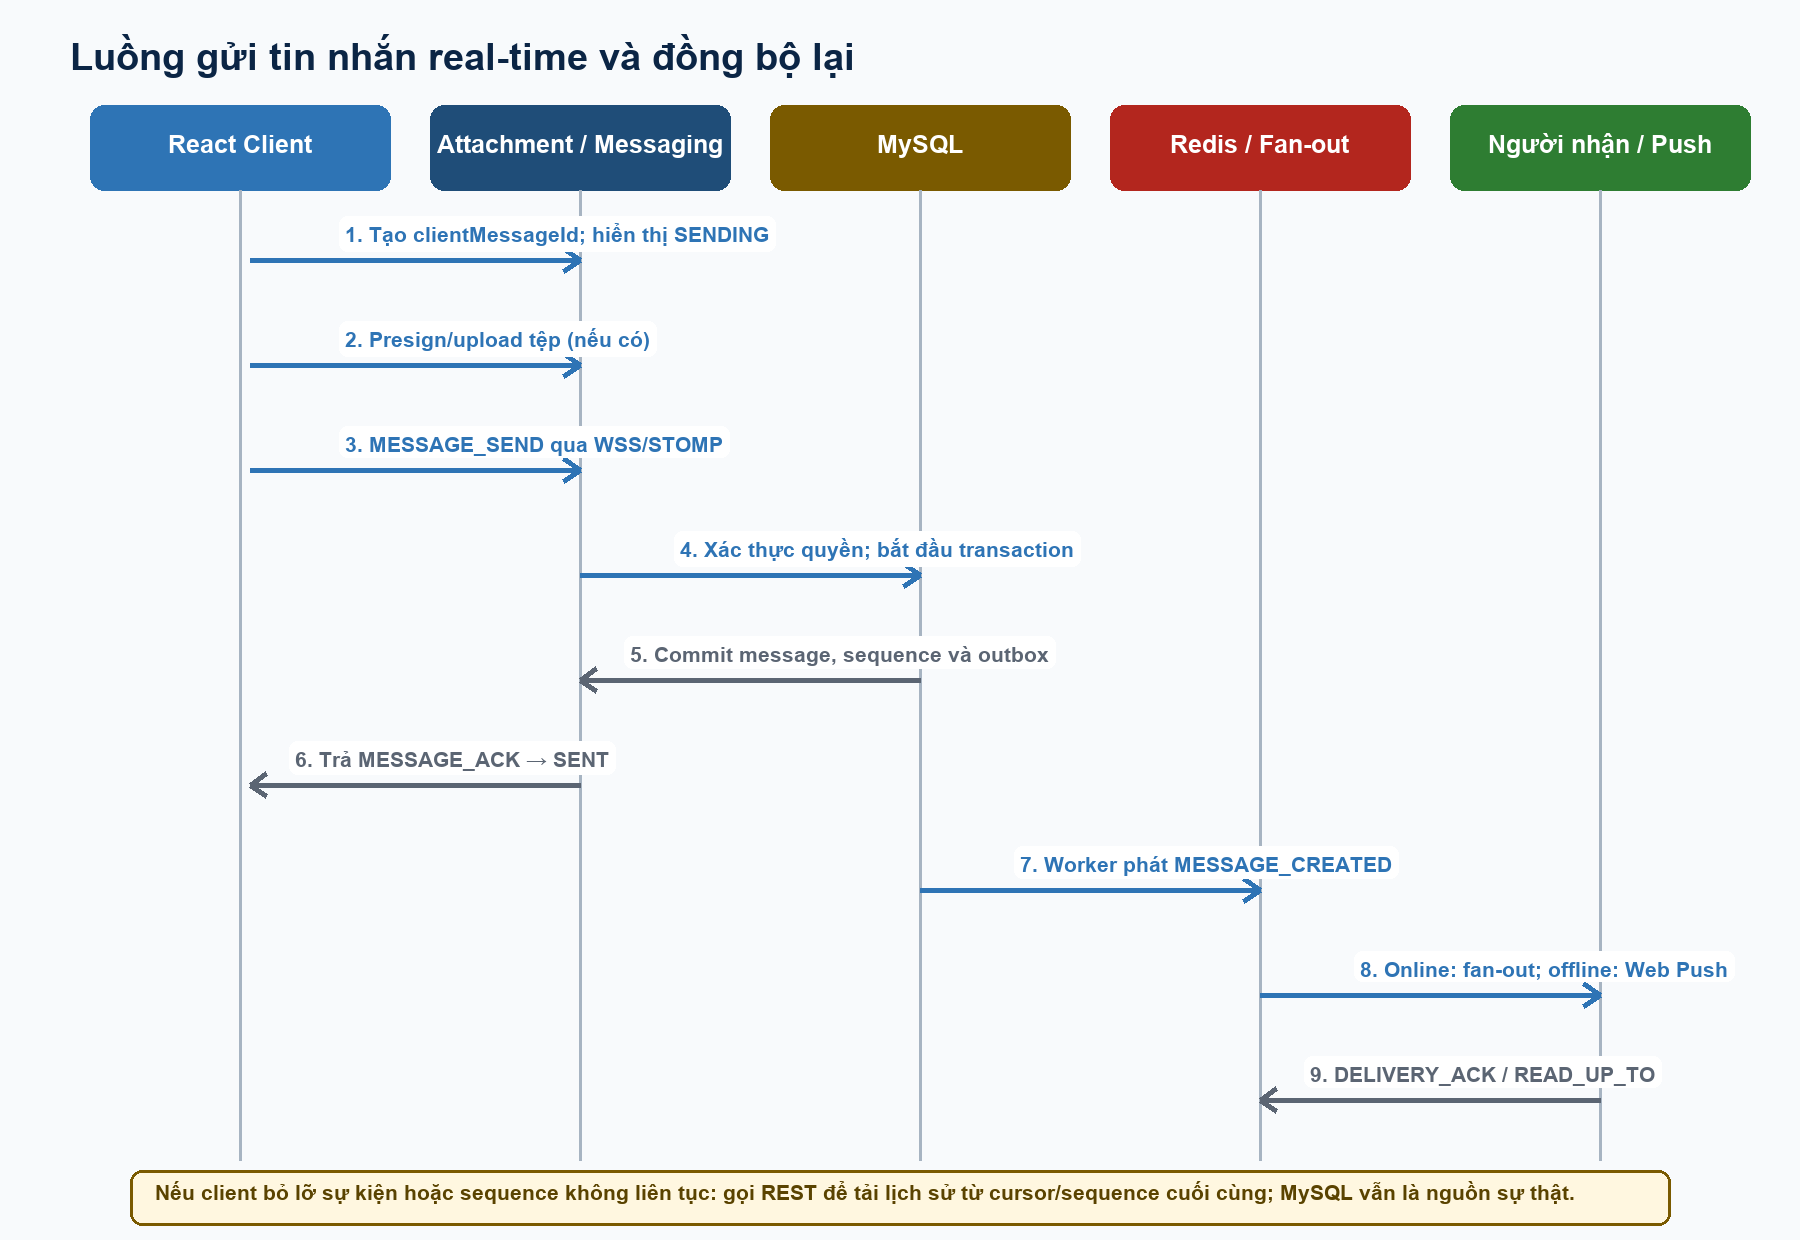 Luồng gửi tin nhắn real-time và đồng bộ lại
React Client
Attachment / Messaging
MySQL
Redis / Fan-out
Người nhận / Push
1. Tạo clientMessageId; hiển thị SENDING
2. Presign/upload tệp (nếu có)
3. MESSAGE_SEND qua WSS/STOMP
4. Xác thực quyền; bắt đầu transaction
5. Commit message, sequence và outbox
6. Trả MESSAGE_ACK → SENT
7. Worker phát MESSAGE_CREATED
8. Online: fan-out; offline: Web Push
9. DELIVERY_ACK / READ_UP_TO
Nếu client bỏ lỡ sự kiện hoặc sequence không liên tục: gọi REST để tải lịch sử từ cursor/sequence cuối cùng; MySQL vẫn là nguồn sự thật.